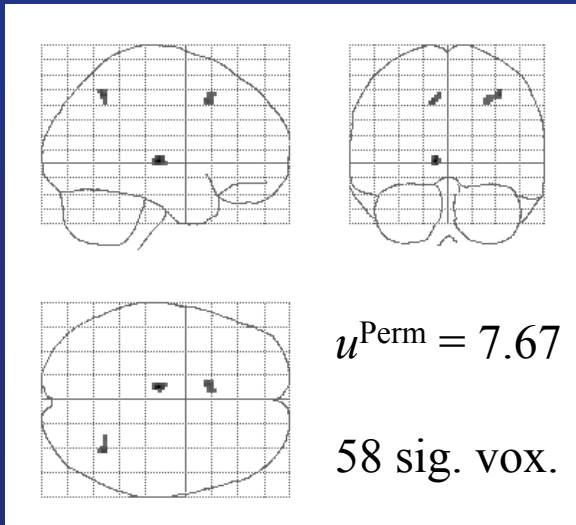 u^Perm = 7.67
58 sig. vox.